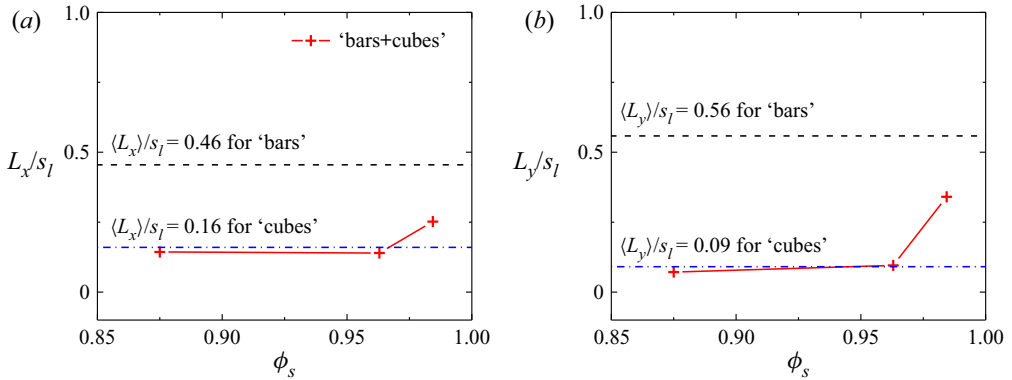 (a)
1.0
‘bars+cubes’
⟨Lx⟩/sl = 0.46 for ‘bars’
0.5
Lx/sl
⟨Lx⟩/sl = 0.16 for ‘cubes’
0
0.85 0.90 0.95 1.00
ϕs
(b)
1.0
⟨Ly⟩/sl = 0.56 for ‘bars’
0.5
Ly/sl
⟨Ly⟩/sl = 0.09 for ‘cubes’
0
0.85 0.90 0.95 1.00
ϕs